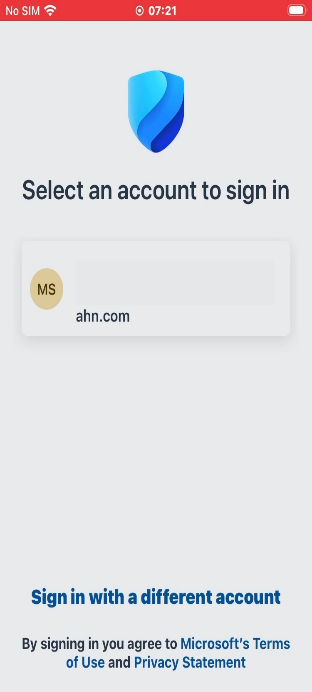 No SIM 07:21
Select an account to sign in
MS
ahn.com
Sign in with a different account
By signing in you agree to Microsoft's Terms
of Use and Privacy Statement